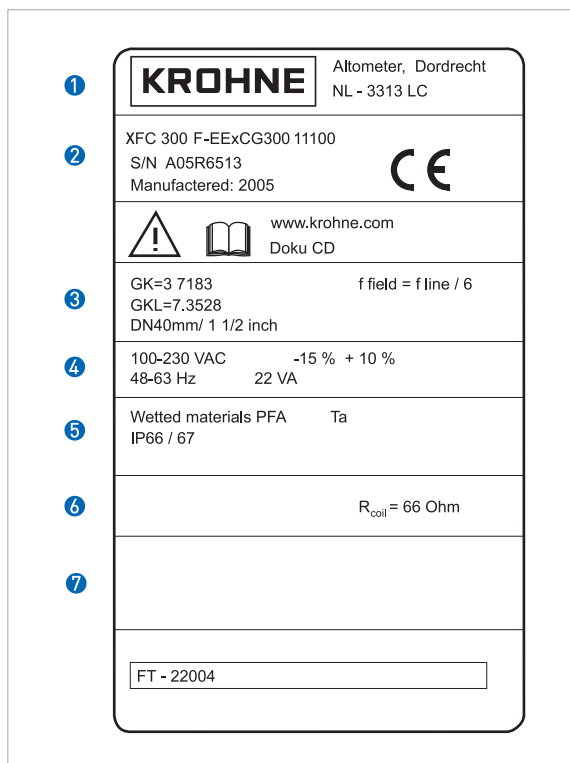 1
KROHNE
Altometer, Dordrecht
NL - 3313 LC
2
XFC 300 F-EExCG300 11100
S/N A05R6513
Manufactered: 2005
CE
www.krohne.com
Doku CD
3
GK=3 7183 f field = f line / 6
GKL=7.3528
DN40mm/ 1 1/2 inch
4
100-230 VAC -15 % + 10 %
48-63 Hz 22 VA
5
Wetted materials PFA Ta
IP66 / 67
6
Rcoil = 66 Ohm
7
FT - 22004